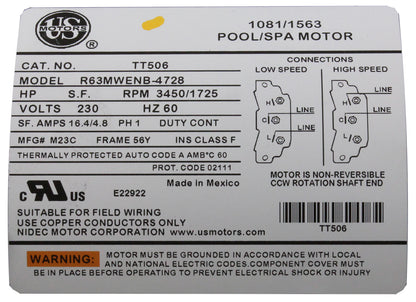 US
MOTORS
®
1081/1563
POOL/SPA MOTOR
CAT. NO. TT506
MODEL R63MWENB-4728
HP S.F. RPM 3450/1725
VOLTS 230 HZ 60
SF. AMPS 16.4/4.8 PH 1 DUTY CONT
MFG# M23C FRAME 56Y INS CLASS F
THERMALLY PROTECTED AUTO CODE A AMB°C 60
PROT. CODE 02111
Made in Mexico
C US E22922
SUITABLE FOR FIELD WIRING
USE COPPER CONDUCTORS ONLY
NIDEC MOTOR CORPORATION www.usmotors.com
CONNECTIONS
LOW SPEED HIGH SPEED
H LINE H LINE
C C
LINE
L LINE L
MOTOR IS NON-REVERSIBLE
CCW ROTATION SHAFT END
TT506
WARNING: MOTOR MUST BE GROUNDED IN ACCORDANCE WITH LOCAL
AND NATIONAL ELECTRIC CODES.COMPONENT COVER MUST
BE IN PLACE BEFORE OPERATING TO PREVENT ELECTRICAL SHOCK OR INJURY